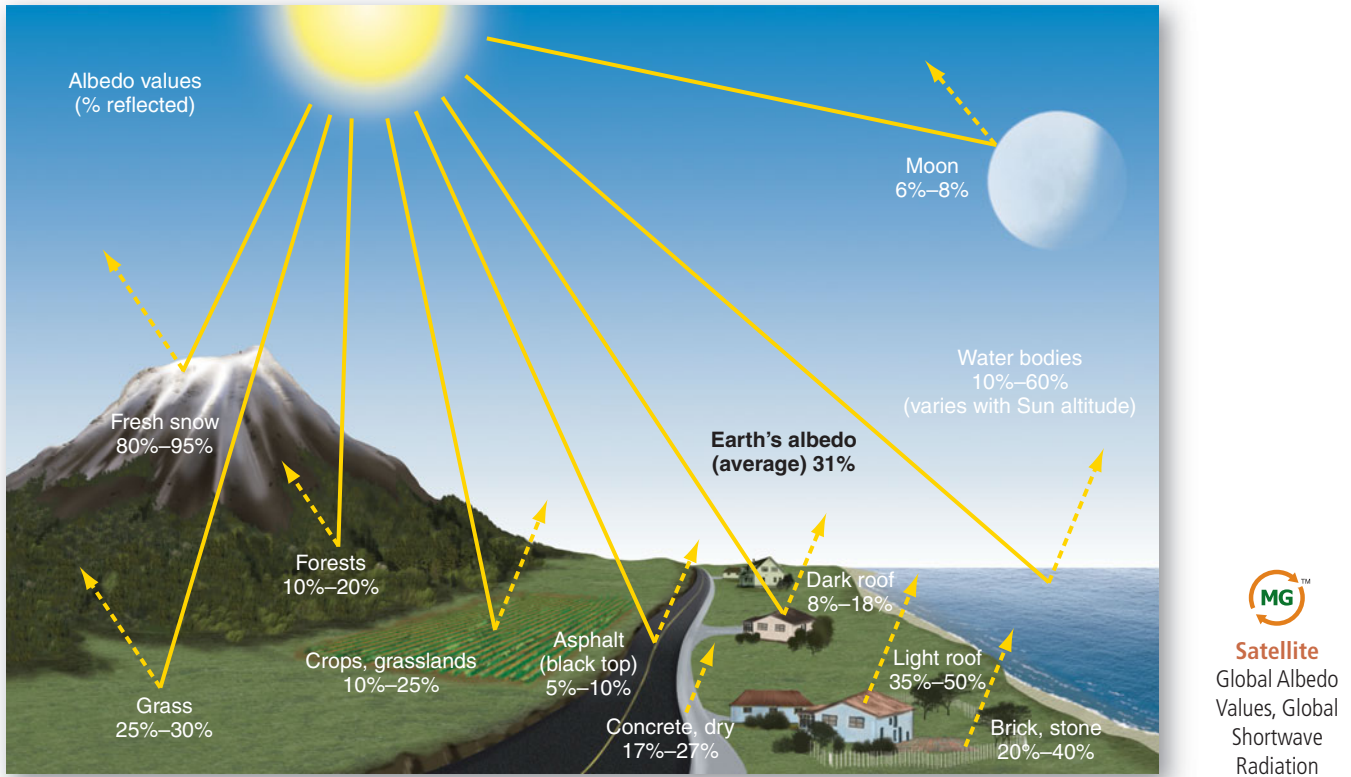 Albedo values
(% reflected)
Moon
6%–8%
Fresh snow
80%–95%
Water bodies
10%–60%
(varies with Sun altitude)
Earth's albedo
(average) 31%
Forests
10%–20%
Dark roof
8%–18%
Crops, grasslands
10%–25%
Asphalt
(black top)
5%–10%
Light roof
35%–50%
Grass
25%–30%
Concrete, dry
17%–27%
Brick, stone
20%–40%
MG™
Satellite
Global Albedo
Values, Global
Shortwave
Radiation